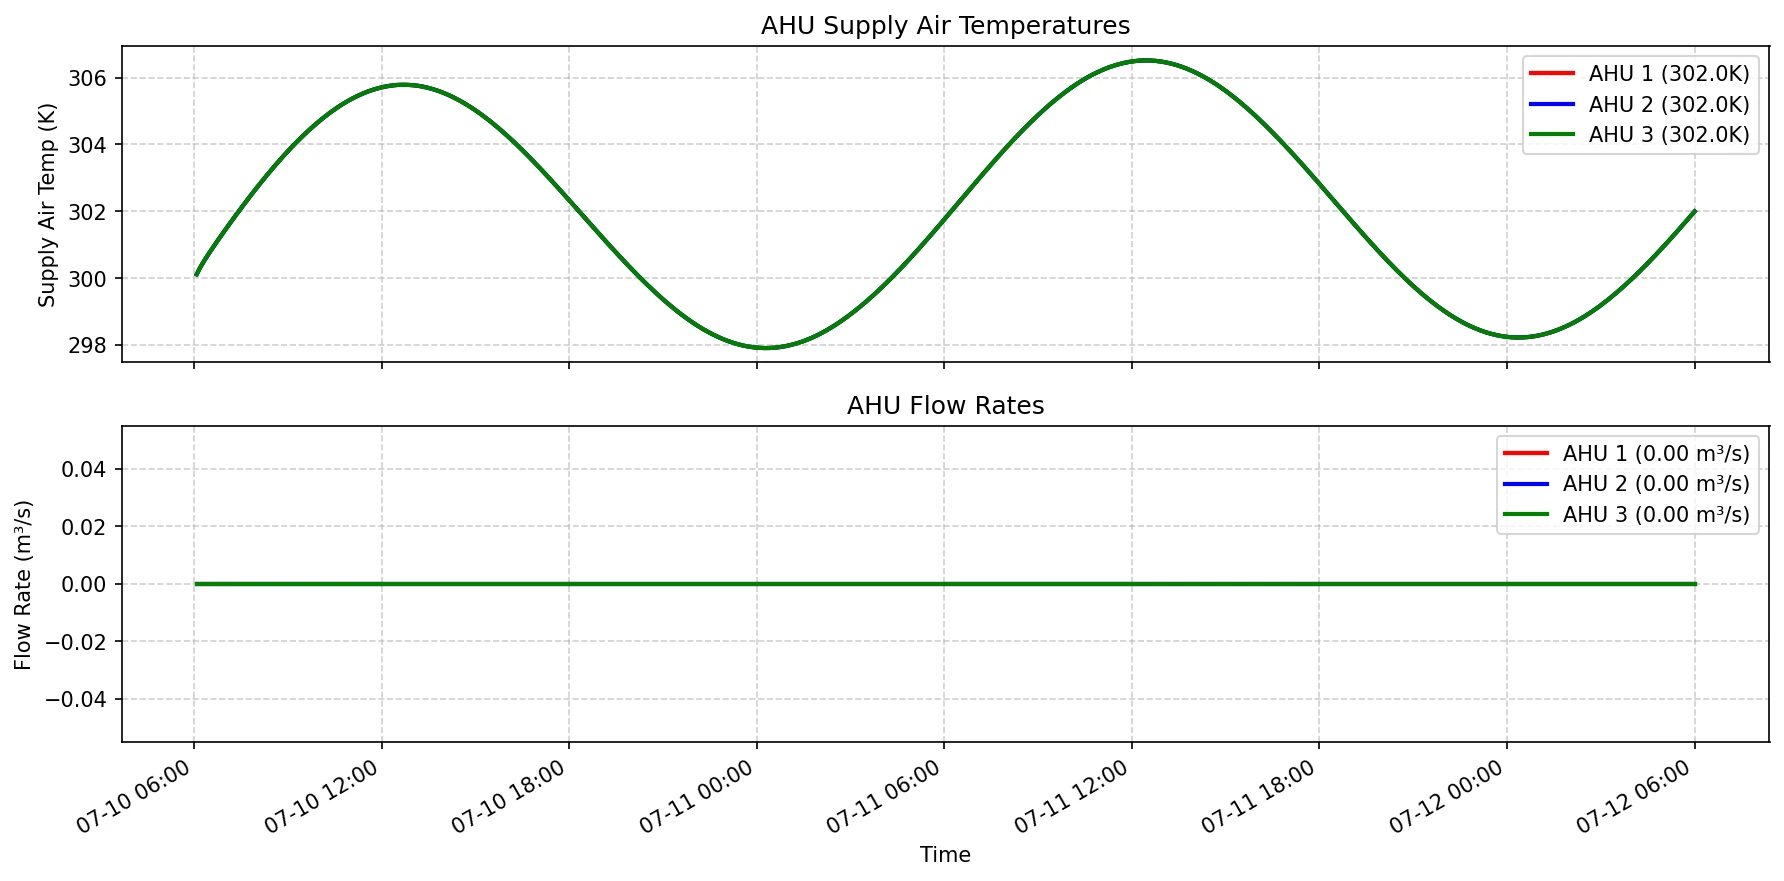 AHU Supply Air Temperatures
Supply Air Temp (K)
306
304
302
300
298
AHU 1 (302.0K)
AHU 2 (302.0K)
AHU 3 (302.0K)
AHU Flow Rates
Flow Rate (m³/s)
0.04
0.02
0.00
−0.02
−0.04
AHU 1 (0.00 m³/s)
AHU 2 (0.00 m³/s)
AHU 3 (0.00 m³/s)
07-10 06:00
07-10 12:00
07-10 18:00
07-11 00:00
07-11 06:00
07-11 12:00
07-11 18:00
07-12 00:00
07-12 06:00
Time